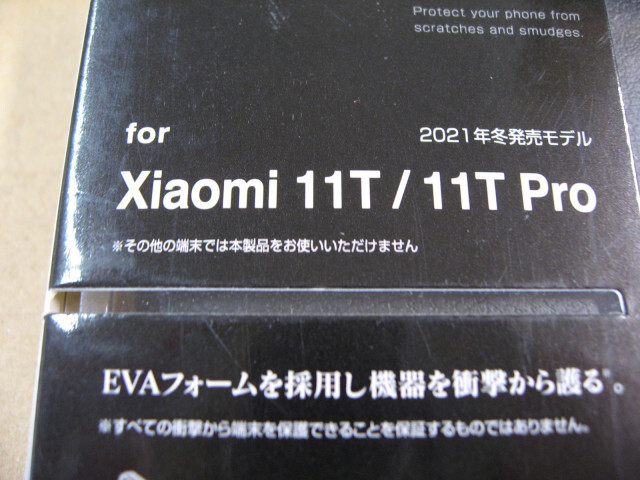 Protect your phone from
scratches and smudges.
for
2021年冬発売モデル
Xiaomi 11T / 11T Pro
※その他の端末では本製品をお使いいただけません
EVAフォームを採用し機器を衝撃から護る※。
※すべての衝撃から端末を保護できることを保証するものではありません。